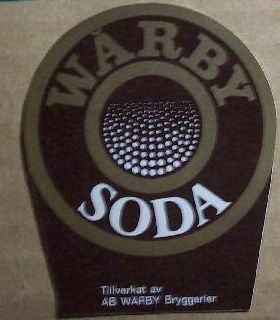 WÅRBY
SODA
Tillverkat av
AB WÅRBY Bryggerier